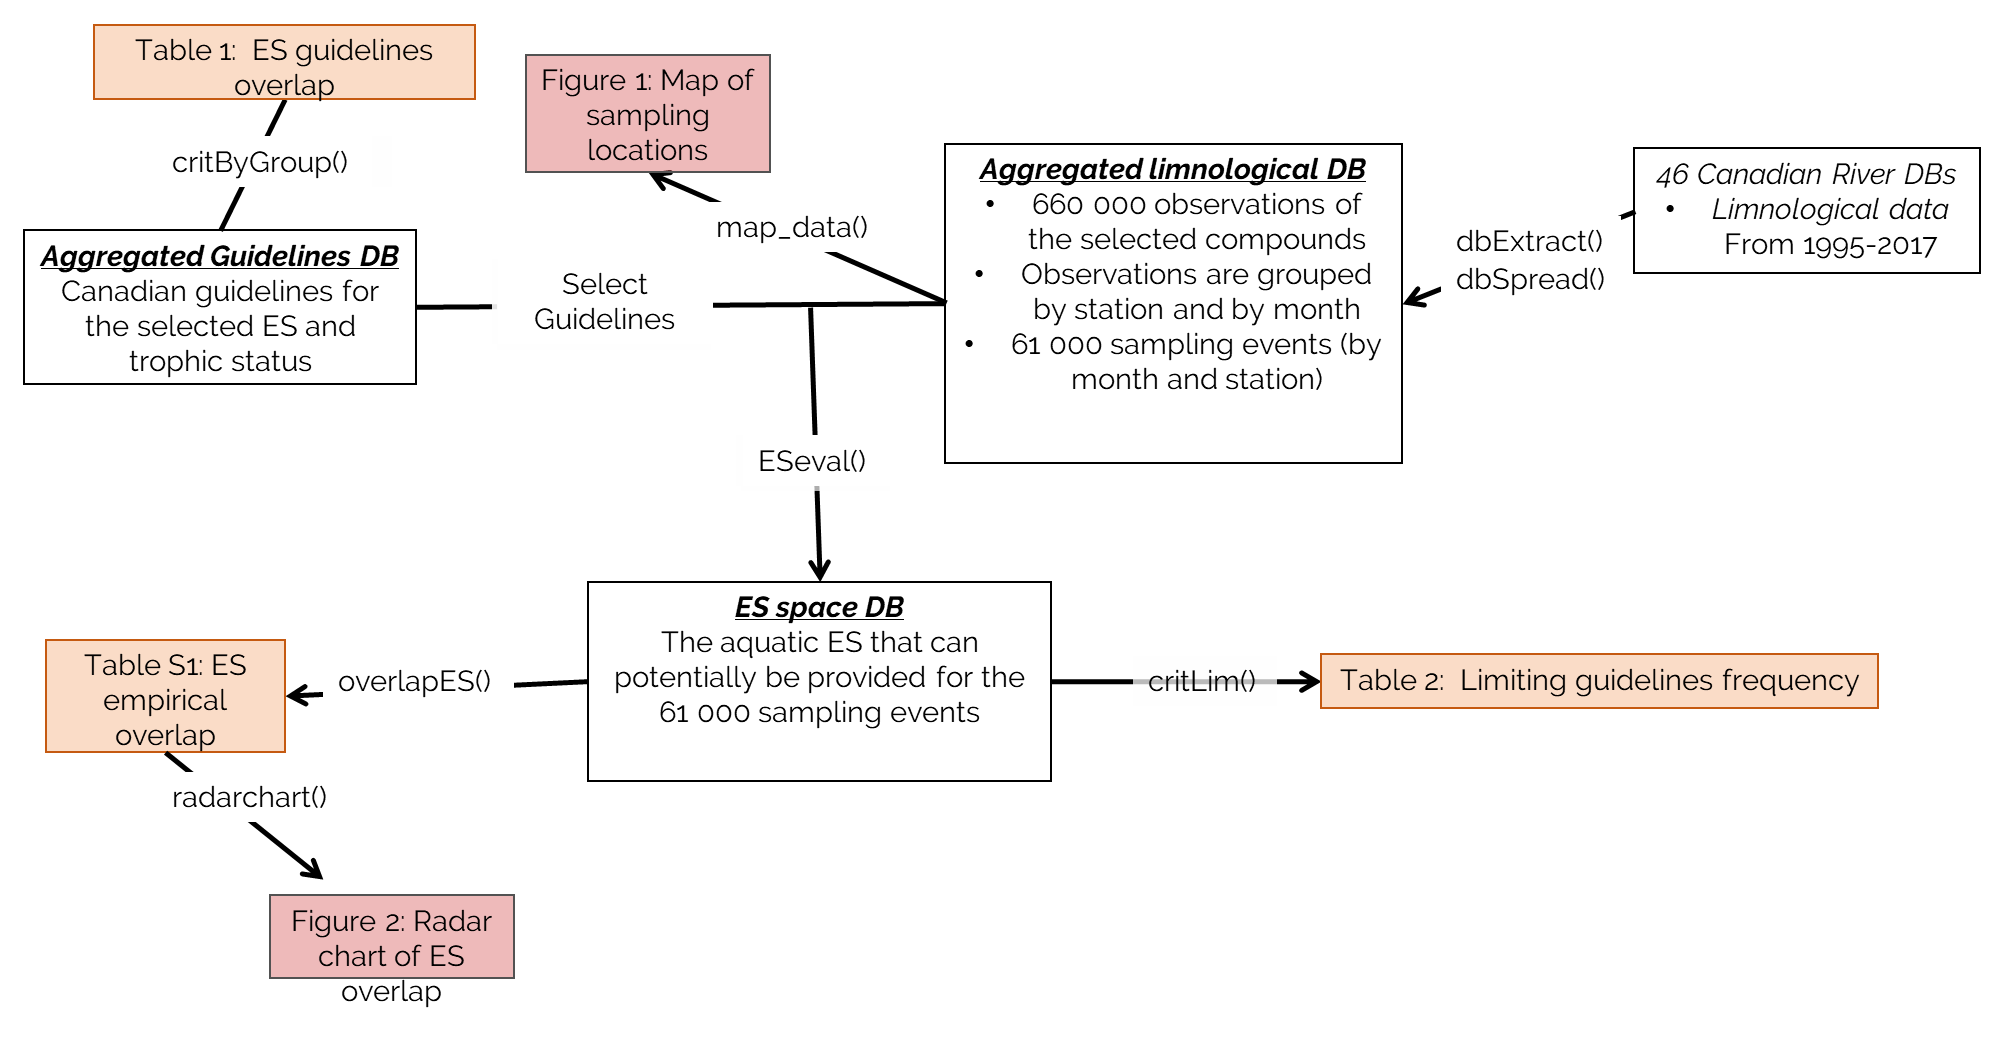 Table 1:  ES guidelines
overlap
Figure 1: Map of
sampling
locations
critByGroup()
Aggregated limnological DB
• 660 000 observations of
the selected compounds
• Observations are grouped
by station and by month
• 61 000 sampling events (by
month and station)
46 Canadian River DBs
• Limnological data
From 1995-2017
map_data()
dbExtract()
dbSpread()
Aggregated Guidelines DB
Canadian guidelines for
the selected ES and
trophic status
Select
Guidelines
ESeval()
ES space DB
The aquatic ES that can
potentially be provided for the
61 000 sampling events
Table S1: ES
empirical
overlap
overlapES()
critLim()
Table 2:  Limiting guidelines frequency
radarchart()
Figure 2: Radar
chart of ES
overlap